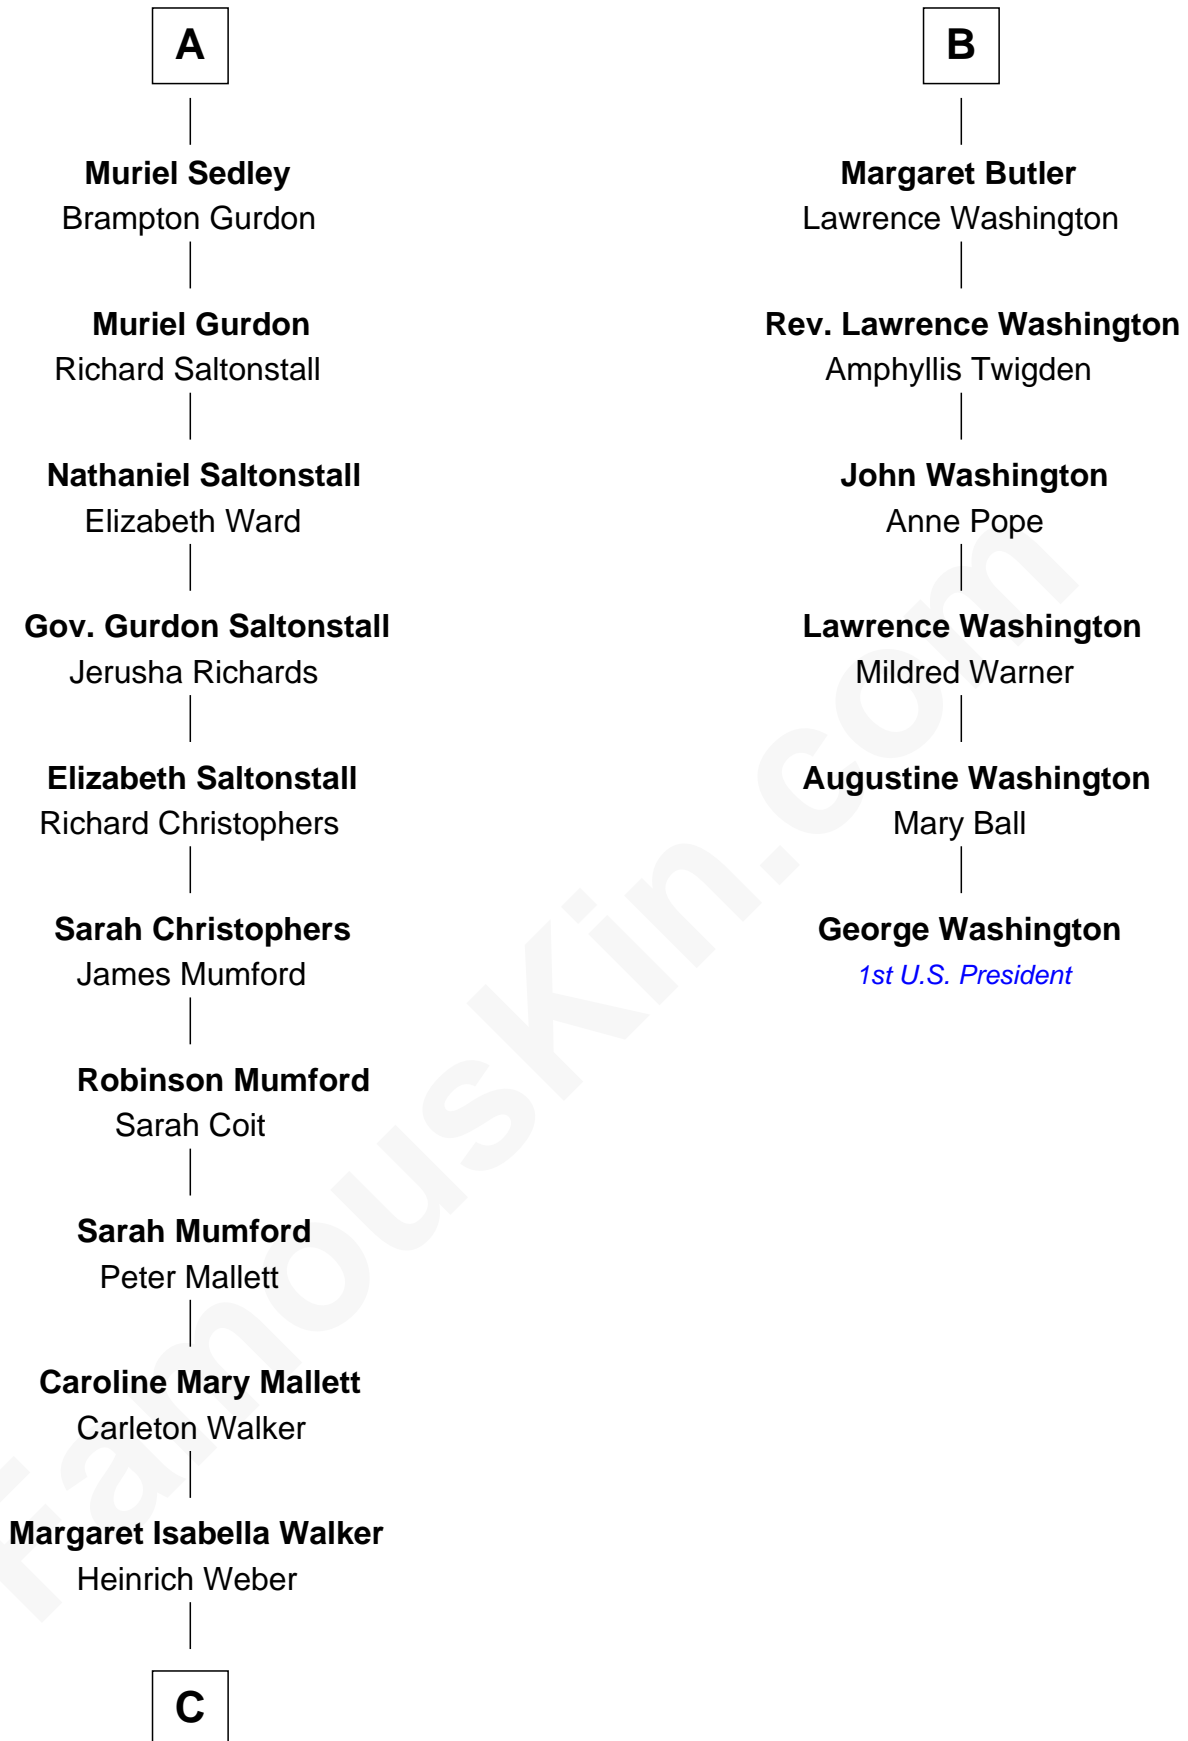 A
Muriel Sedley
Brampton Gurdon
Muriel Gurdon
Richard Saltonstall
Nathaniel Saltonstall
Elizabeth Ward
Gov. Gurdon Saltonstall
Jerusha Richards
Elizabeth Saltonstall
Richard Christophers
Sarah Christophers
James Mumford
Robinson Mumford
Sarah Coit
Sarah Mumford
Peter Mallett
Caroline Mary Mallett
Carleton Walker
Margaret Isabella Walker
Heinrich Weber
C
B
Margaret Butler
Lawrence Washington
Rev. Lawrence Washington
Amphyllis Twigden
John Washington
Anne Pope
Lawrence Washington
Mildred Warner
Augustine Washington
Mary Ball
George Washington
1st U.S. President
FamousKin.com